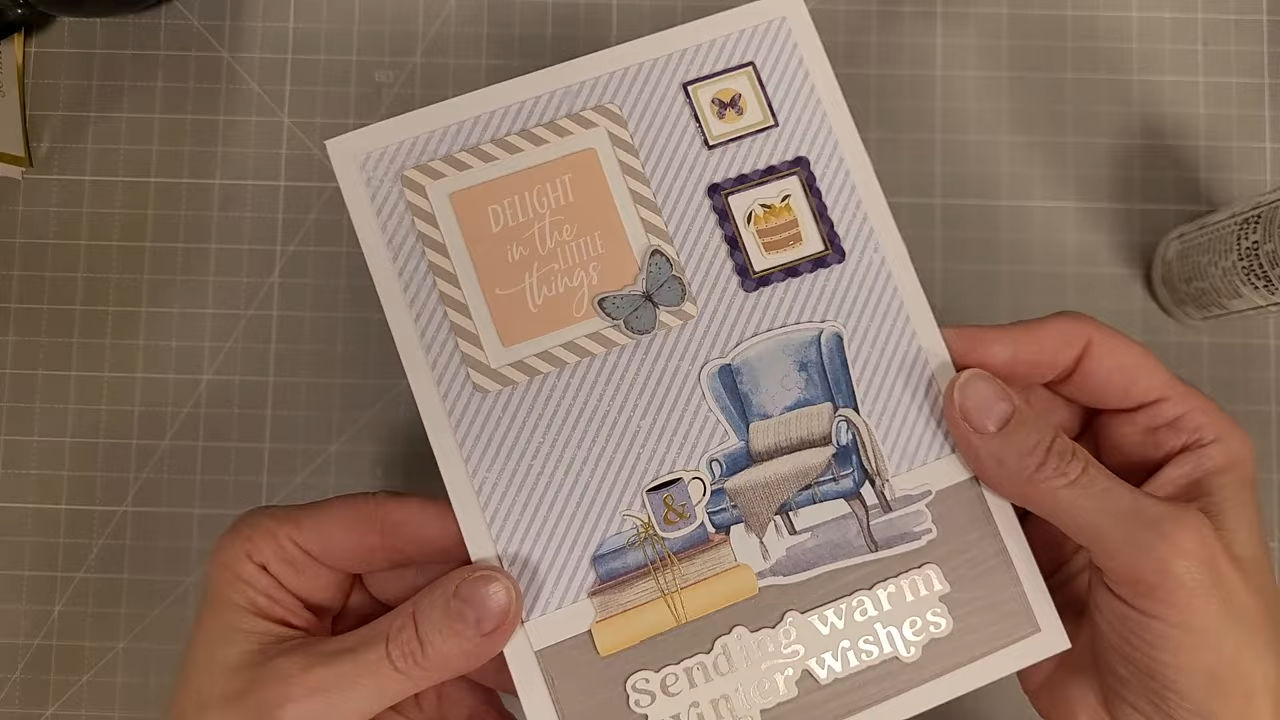 DELIGHT
in the
LITTLE
things
&
Sending warm
Winter Wishes